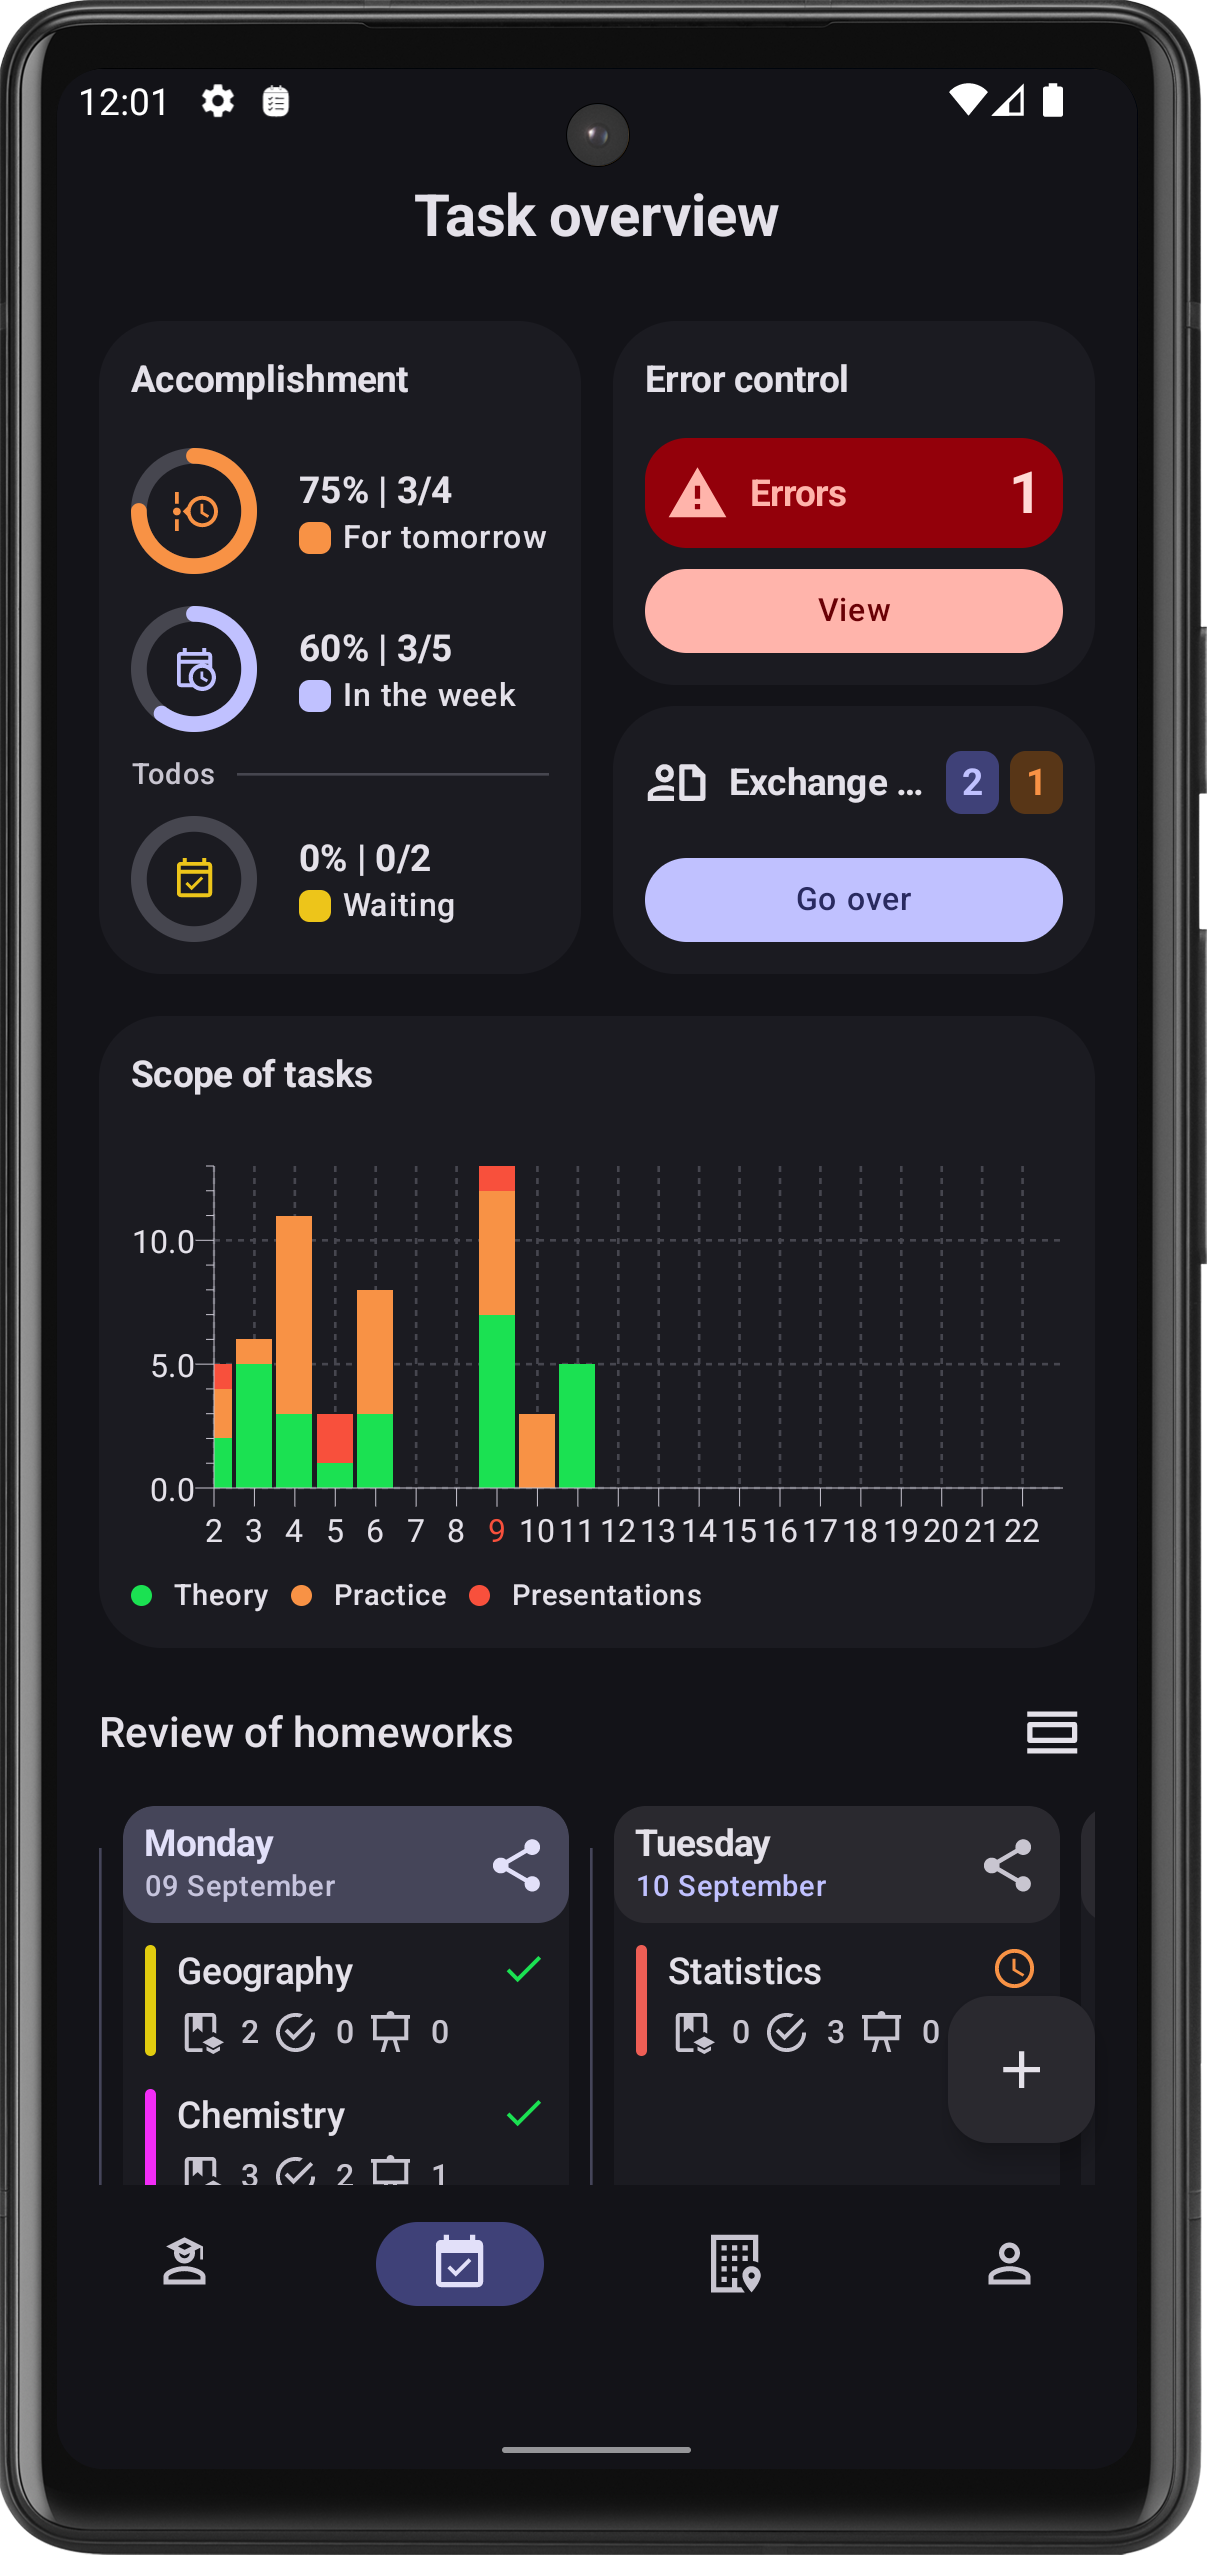 12:01
Task overview
Accomplishment
75% | 3/4
For tomorrow
60% | 3/5
In the week
Todos
0% | 0/2
Waiting
Error control
Errors 1
View
Exchange ... 2 1
Go over
Scope of tasks
10.0
5.0
0.0
2 3 4 5 6 7 8 9 10 11 12 13 14 15 16 17 18 19 20 21 22
Theory Practice Presentations
Review of homeworks
Monday
09 September
Geography
2 0 0
Chemistry
3 2 1
Tuesday
10 September
Statistics
0 3 0